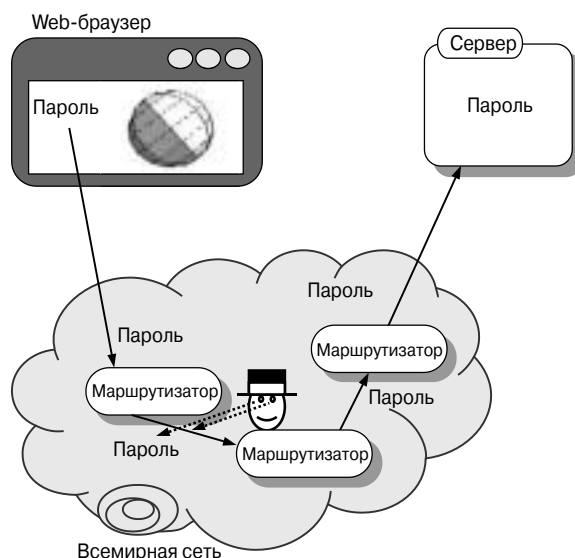 Web-браузер
Сервер
Пароль
Пароль
Пароль
Пароль
Маршрутизатор
Маршрутизатор
Пароль
Пароль
Маршрутизатор
Всемирная сеть